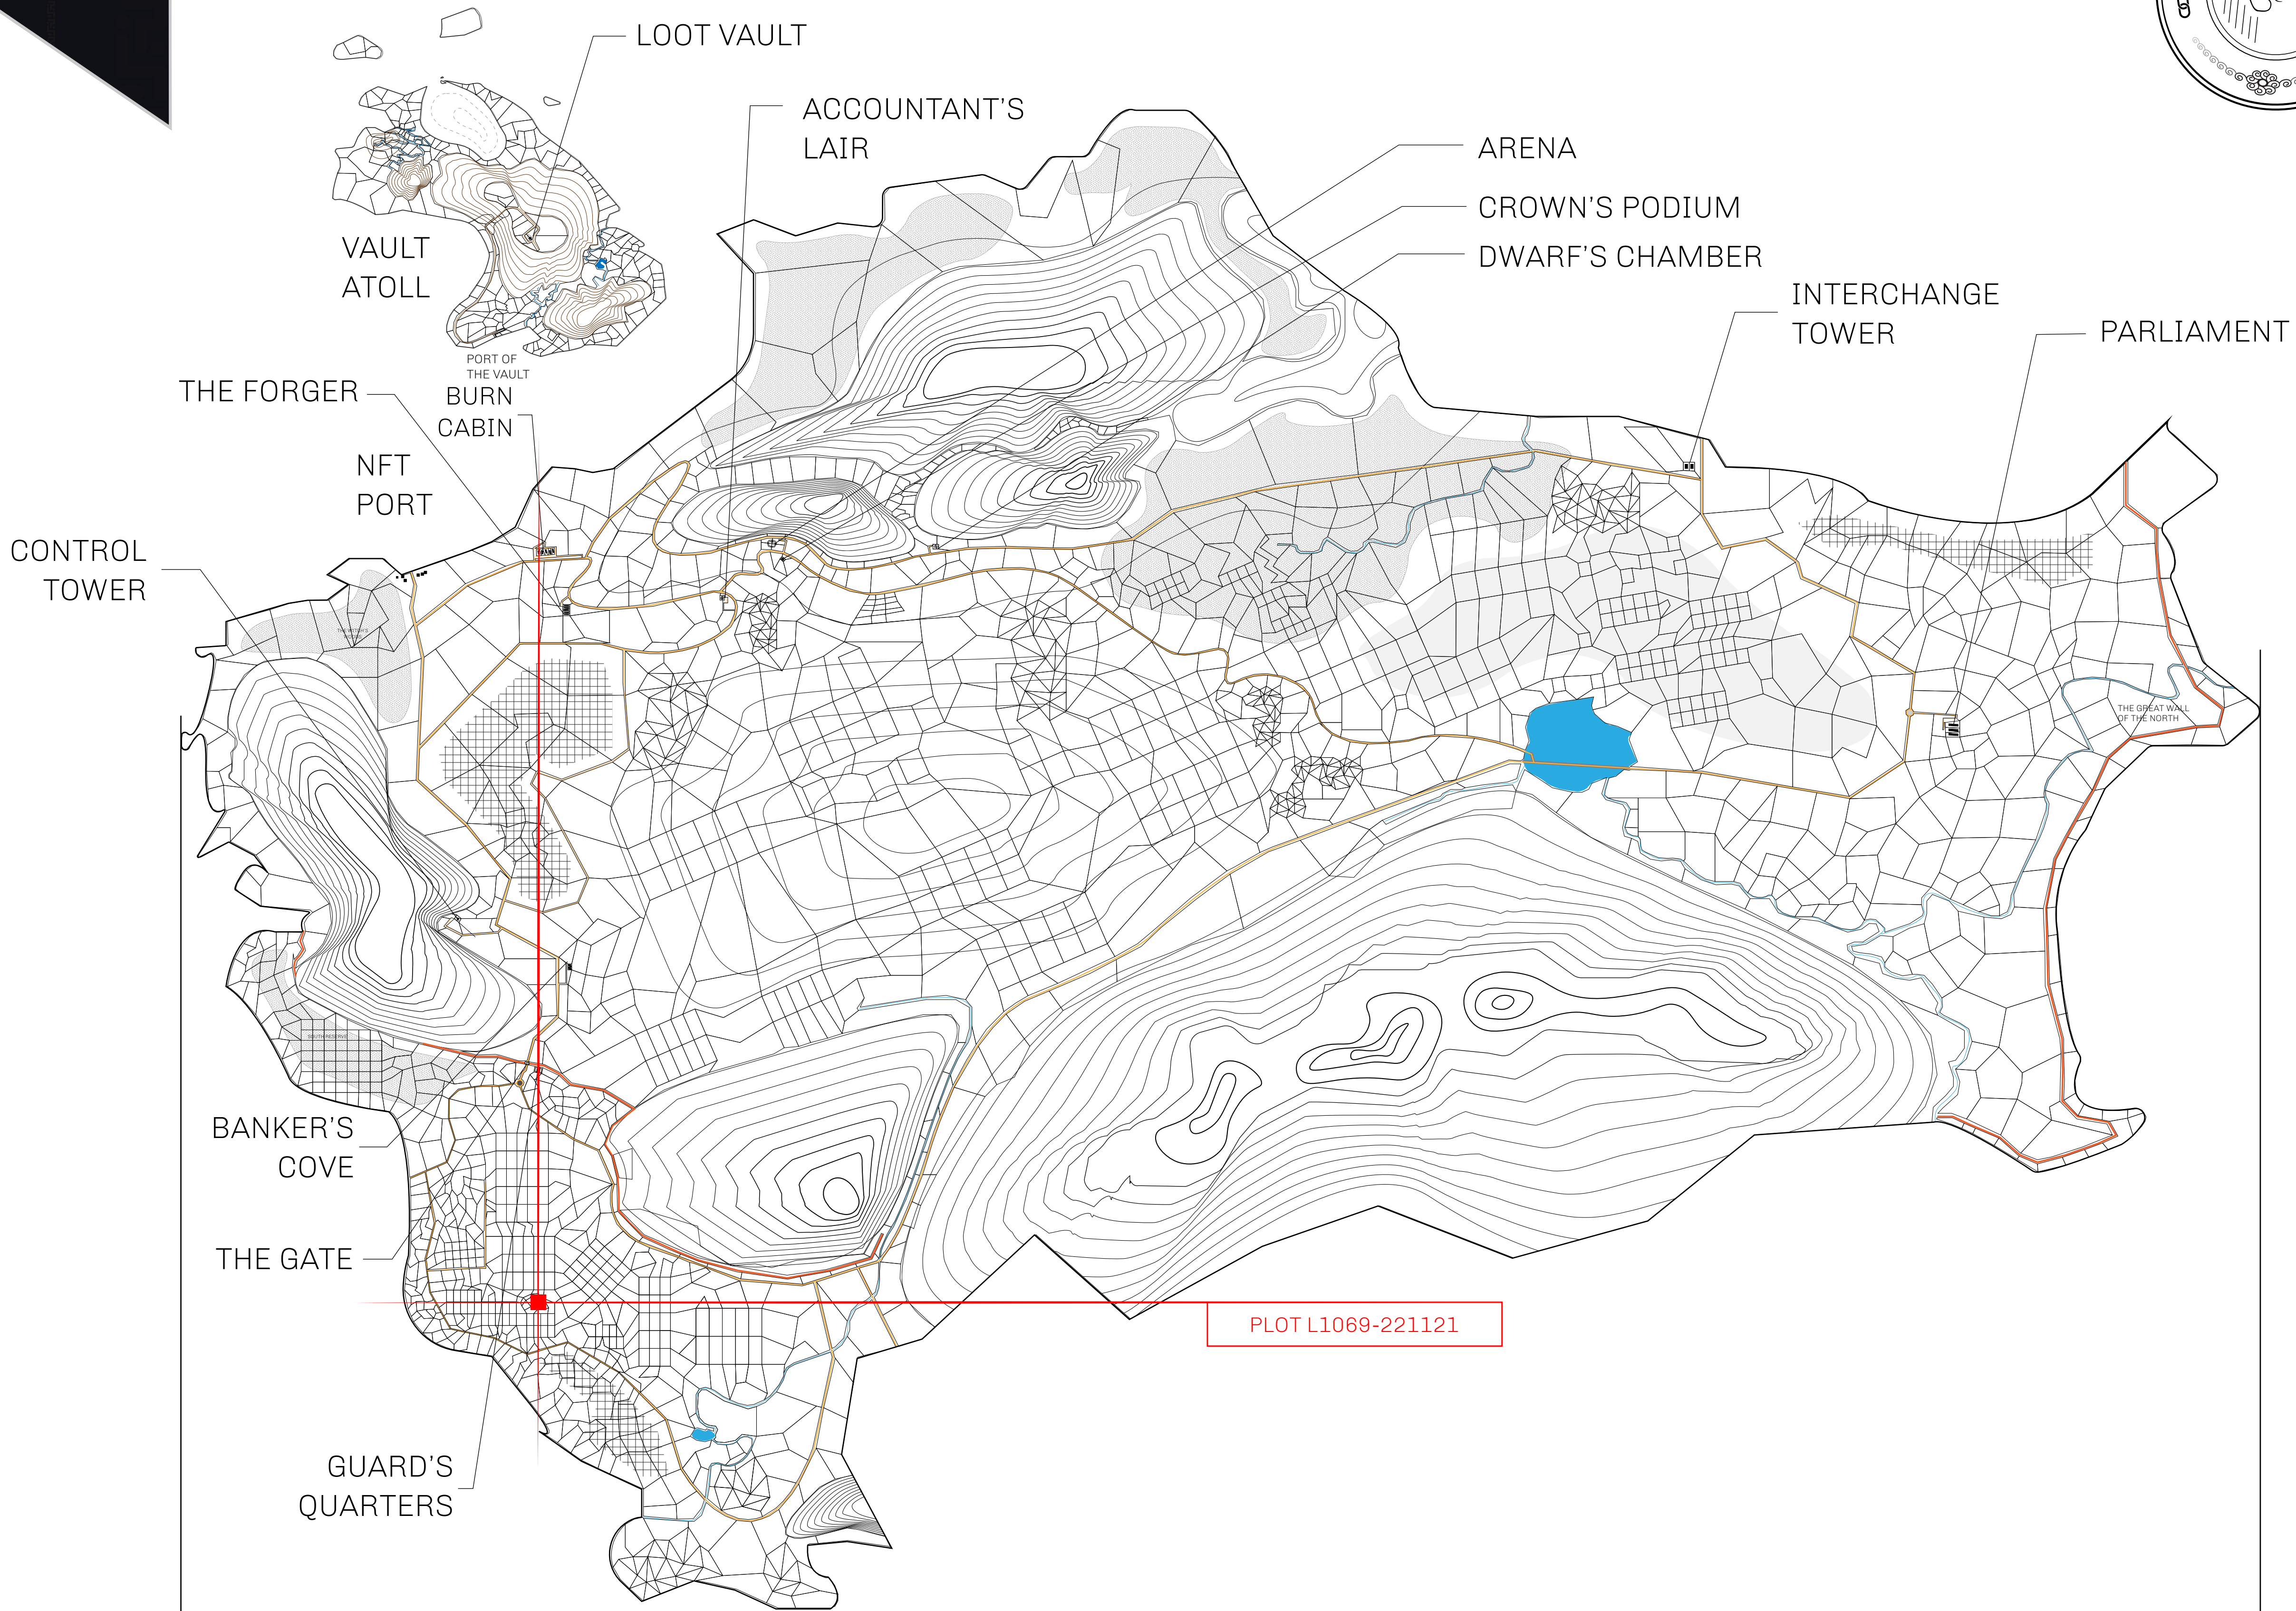 LOOT VAULT
ACCOUNTANT'S
LAIR
ARENA
CROWN'S PODIUM
DWARF'S CHAMBER
INTERCHANGE
TOWER
PARLIAMENT
VAULT
ATOLL
PORT OF
THE VAULT
THE FORGER
BURN
CABIN
NFT
PORT
CONTROL
TOWER
THE GREAT WALL
OF THE NORTH
SOUTH RESERVE
BANKER'S
COVE
THE GATE
PLOT L1069-221121
GUARD'S
QUARTERS